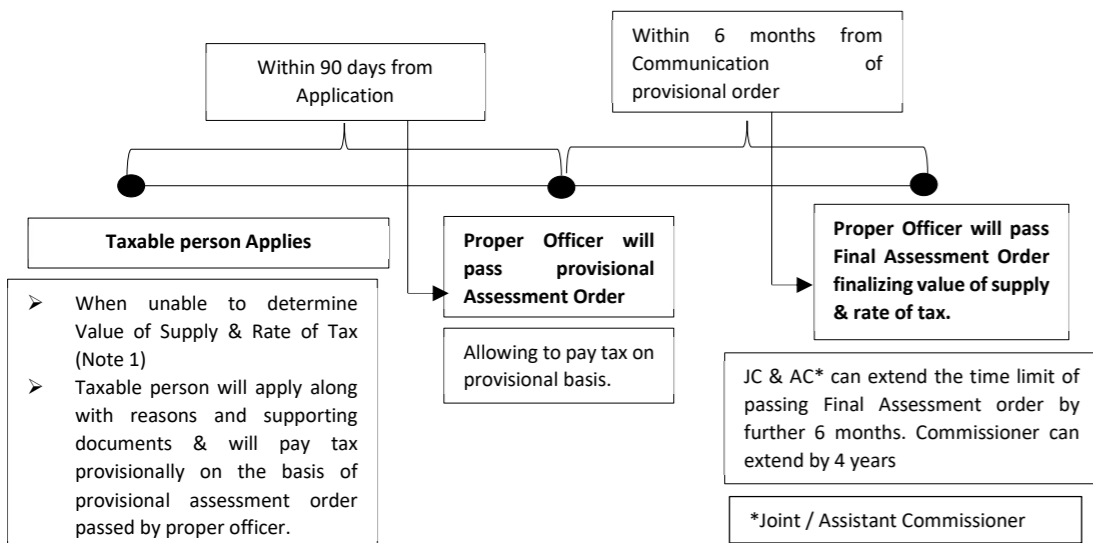 Within 90 days from
Application
Within 6 months from
Communication of
provisional order
Taxable person Applies
➢ When unable to determine
Value of Supply & Rate of Tax
(Note 1)
➢ Taxable person will apply along
with reasons and supporting
documents & will pay tax
provisionally on the basis of
provisional assessment order
passed by proper officer.
Proper Officer will
pass provisional
Assessment Order
Allowing to pay tax on
provisional basis.
Proper Officer will pass
Final Assessment Order
finalizing value of supply
& rate of tax.
JC & AC* can extend the time limit of
passing Final Assessment order by
further 6 months. Commissioner can
extend by 4 years
*Joint / Assistant Commissioner